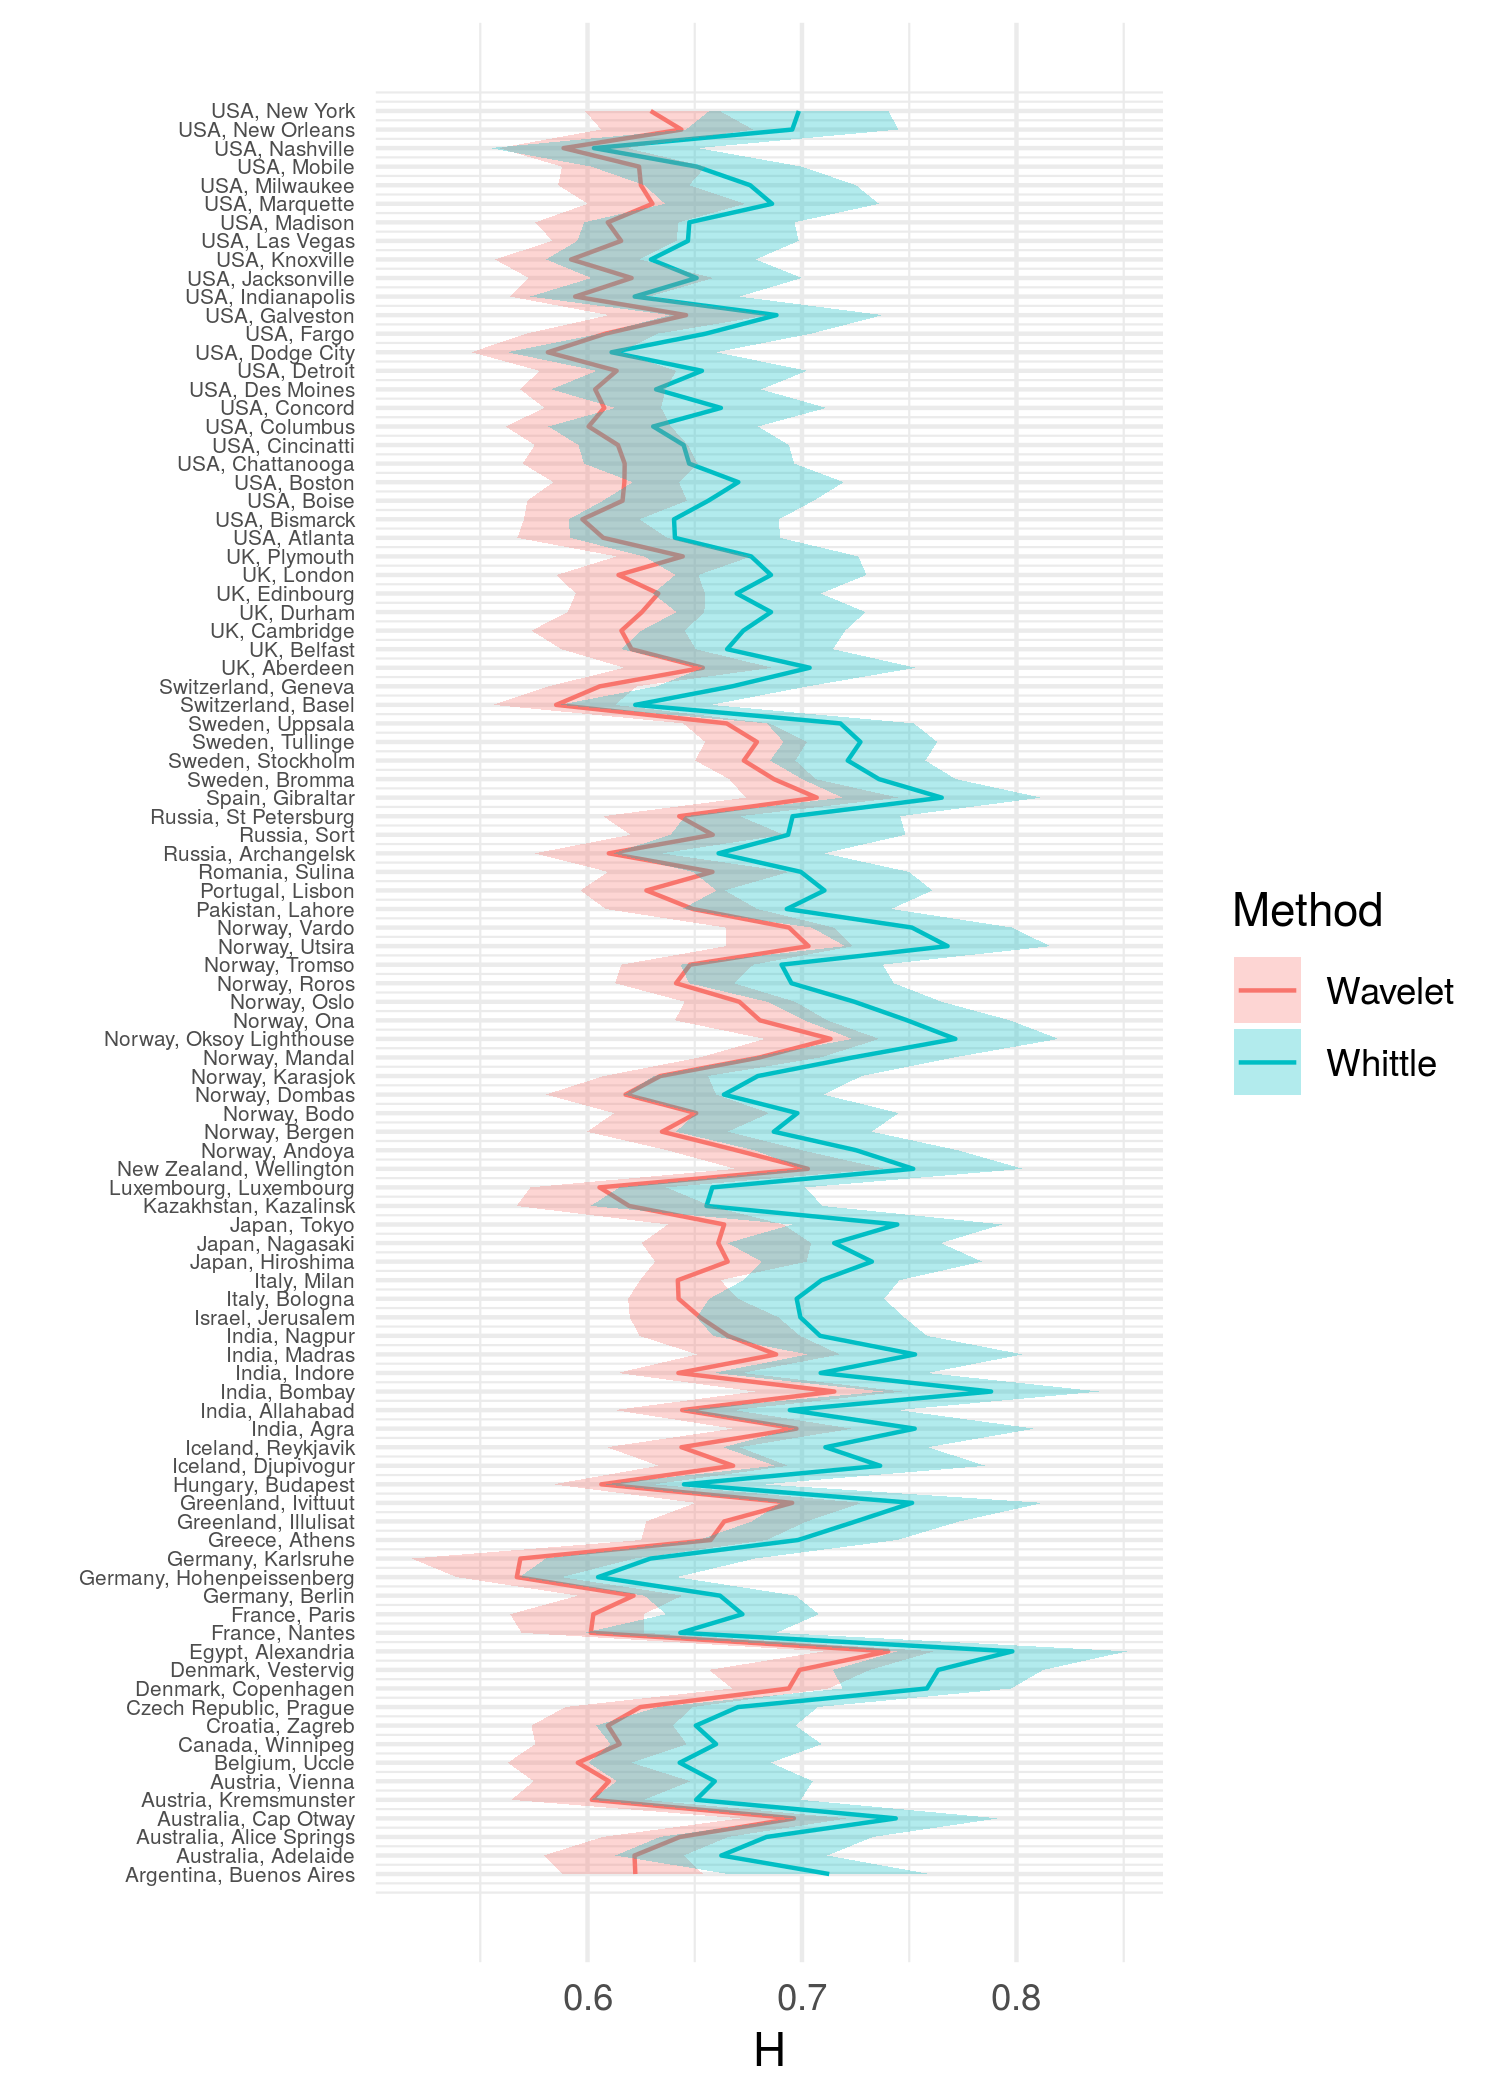 USA, New York
USA, New Orleans
USA, Nashville
USA, Mobile
USA, Milwaukee
USA, Marquette
USA, Madison
USA, Las Vegas
USA, Knoxville
USA, Jacksonville
USA, Indianapolis
USA, Galveston
USA, Fargo
USA, Dodge City
USA, Detroit
USA, Des Moines
USA, Concord
USA, Columbus
USA, Cincinatti
USA, Chattanooga
USA, Boston
USA, Boise
USA, Bismarck
USA, Atlanta
UK, Plymouth
UK, London
UK, Edinbourg
UK, Durham
UK, Cambridge
UK, Belfast
UK, Aberdeen
Switzerland, Geneva
Switzerland, Basel
Sweden, Uppsala
Sweden, Tullinge
Sweden, Stockholm
Sweden, Bromma
Spain, Gibraltar
Russia, St Petersburg
Russia, Sort
Russia, Archangelsk
Romania, Sulina
Portugal, Lisbon
Pakistan, Lahore
Norway, Vardo
Norway, Utsira
Norway, Tromso
Norway, Roros
Norway, Oslo
Norway, Ona
Norway, Oksoy Lighthouse
Norway, Mandal
Norway, Karasjok
Norway, Dombas
Norway, Bodo
Norway, Bergen
Norway, Andoya
New Zealand, Wellington
Luxembourg, Luxembourg
Kazakhstan, Kazalinsk
Japan, Tokyo
Japan, Nagasaki
Japan, Hiroshima
Italy, Milan
Italy, Bologna
Israel, Jerusalem
India, Nagpur
India, Madras
India, Indore
India, Bombay
India, Allahabad
India, Agra
Iceland, Reykjavik
Iceland, Djupivogur
Hungary, Budapest
Greenland, Ivittuut
Greenland, Illulisat
Greece, Athens
Germany, Karlsruhe
Germany, Hohenpeissenberg
Germany, Berlin
France, Paris
France, Nantes
Egypt, Alexandria
Denmark, Vestervig
Denmark, Copenhagen
Czech Republic, Prague
Croatia, Zagreb
Canada, Winnipeg
Belgium, Uccle
Austria, Vienna
Austria, Kremsmunster
Australia, Cap Otway
Australia, Alice Springs
Australia, Adelaide
Argentina, Buenos Aires
0.6 0.7 0.8
H
Method
Wavelet
Whittle